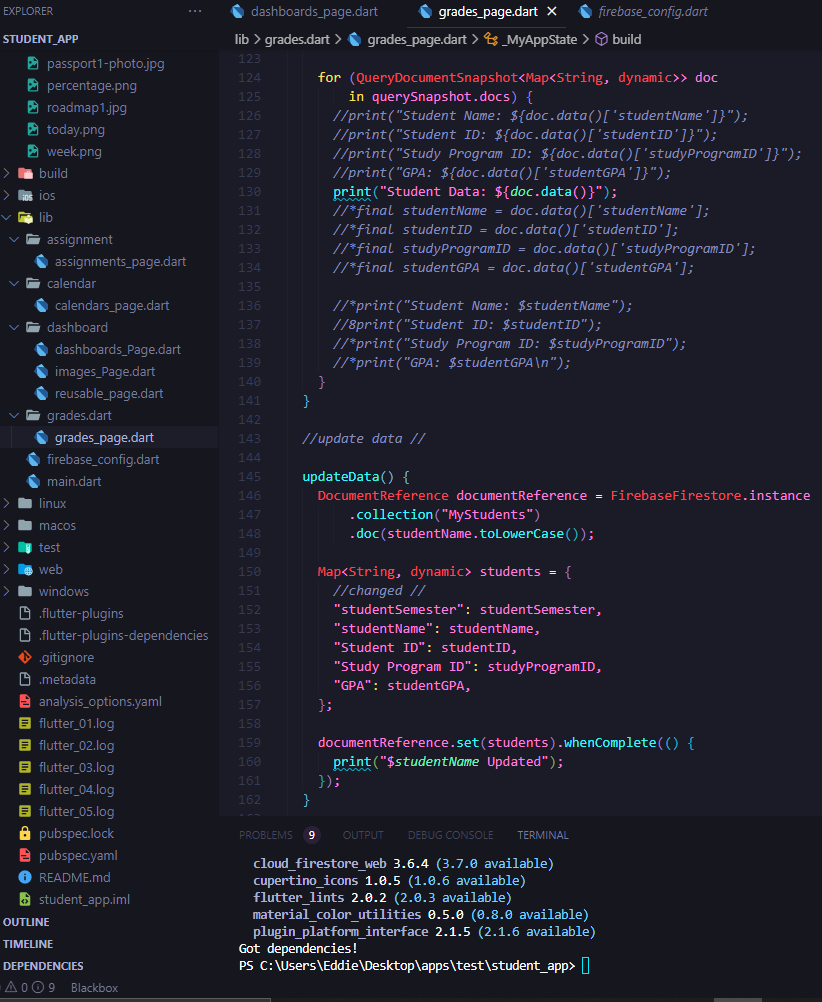 EXPLORER ...
STUDENT_APP
passport1-photo.jpg
percentage.png
roadmap1.jpg
today.png
week.png
build
ios
lib
assignment
assignments_page.dart
calendar
calendars_page.dart
dashboard
dashboards_Page.dart
images_Page.dart
reusable_page.dart
grades.dart
grades_page.dart
firebase_config.dart
main.dart
linux
macos
test
web
windows
.flutter-plugins
.flutter-plugins-dependencies
.gitignore
.metadata
analysis_options.yaml
flutter_01.log
flutter_02.log
flutter_03.log
flutter_04.log
flutter_05.log
pubspec.lock
pubspec.yaml
README.md
student_app.iml
OUTLINE
TIMELINE
DEPENDENCIES
0 9 Blackbox
dashboards_page.dart grades_page.dart firebase_config.dart
lib > grades.dart > grades_page.dart > _MyAppState > build
123
124 for (QueryDocumentSnapshot<Map<String, dynamic>> doc
125 in querySnapshot.docs) {
126 //print("Student Name: ${doc.data()['studentName']}");
127 //print("Student ID: ${doc.data()['studentID']}");
128 //print("Study Program ID: ${doc.data()['studyProgramID']}");
129 //print("GPA: ${doc.data()['studentGPA']}");
130 print("Student Data: ${doc.data()}");
131 //*final studentName = doc.data()['studentName'];
132 //*final studentID = doc.data()['studentID'];
133 //*final studyProgramID = doc.data()['studyProgramID'];
134 //*final studentGPA = doc.data()['studentGPA'];
135
136 //*print("Student Name: $studentName");
137 //8print("Student ID: $studentID");
138 //*print("Study Program ID: $studyProgramID");
139 //*print("GPA: $studentGPA\n");
140 }
141 }
142
143 //update data //
144
145 updateData() {
146 DocumentReference documentReference = FirebaseFirestore.instance
147 .collection("MyStudents")
148 .doc(studentName.toLowerCase());
149
150 Map<String, dynamic> students = {
151 //changed //
152 "studentSemester": studentSemester,
153 "studentName": studentName,
154 "Student ID": studentID,
155 "Study Program ID": studyProgramID,
156 "GPA": studentGPA,
157 };
158
159 documentReference.set(students).whenComplete(() {
160 print("$studentName Updated");
161 });
162 }
PROBLEMS 9 OUTPUT DEBUG CONSOLE TERMINAL
cloud_firestore_web 3.6.4 (3.7.0 available)
cupertino_icons 1.0.5 (1.0.6 available)
flutter_lints 2.0.2 (2.0.3 available)
material_color_utilities 0.5.0 (0.8.0 available)
plugin_platform_interface 2.1.5 (2.1.6 available)
Got dependencies!
PS C:\Users\Eddie\Desktop\apps\test\student_app>